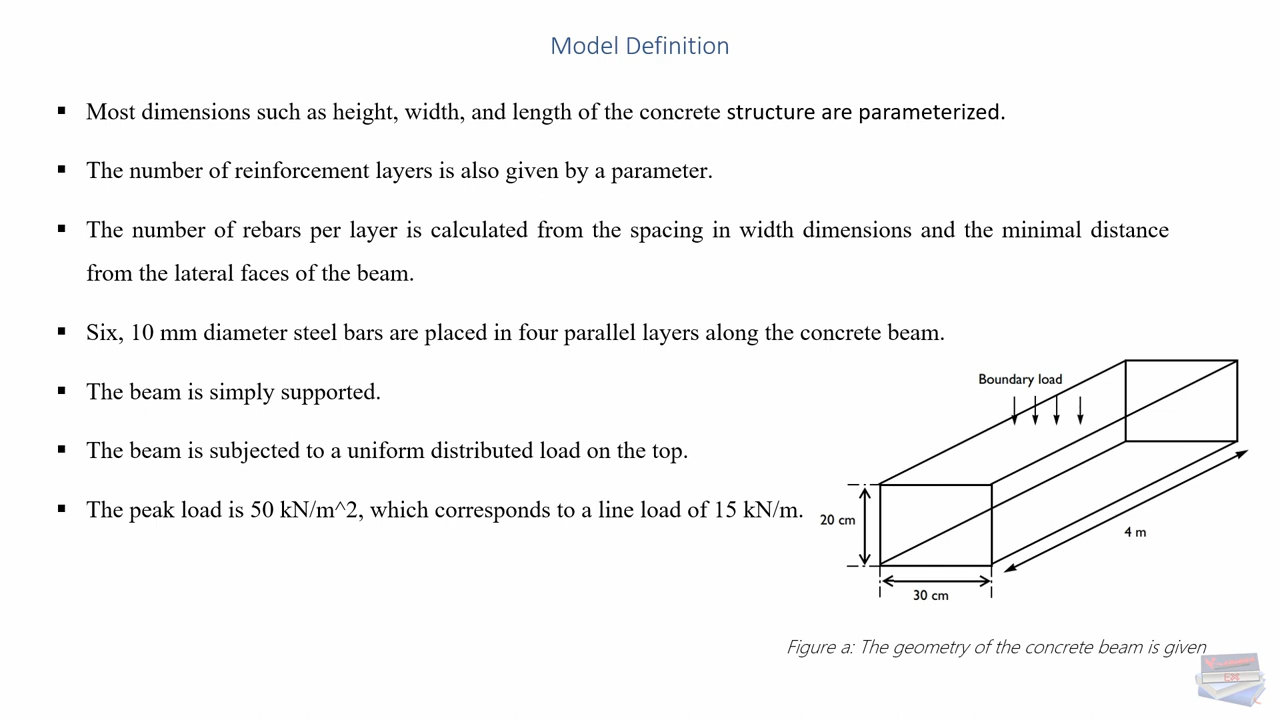 Model Definition
▪ Most dimensions such as height, width, and length of the concrete structure are parameterized.
▪ The number of reinforcement layers is also given by a parameter.
▪ The number of rebars per layer is calculated from the spacing in width dimensions and the minimal distance
from the lateral faces of the beam.
▪ Six, 10 mm diameter steel bars are placed in four parallel layers along the concrete beam.
▪ The beam is simply supported.
▪ The beam is subjected to a uniform distributed load on the top.
▪ The peak load is 50 kN/m^2, which corresponds to a line load of 15 kN/m.
Boundary load
20 cm
4 m
30 cm
Figure a: The geometry of the concrete beam is given